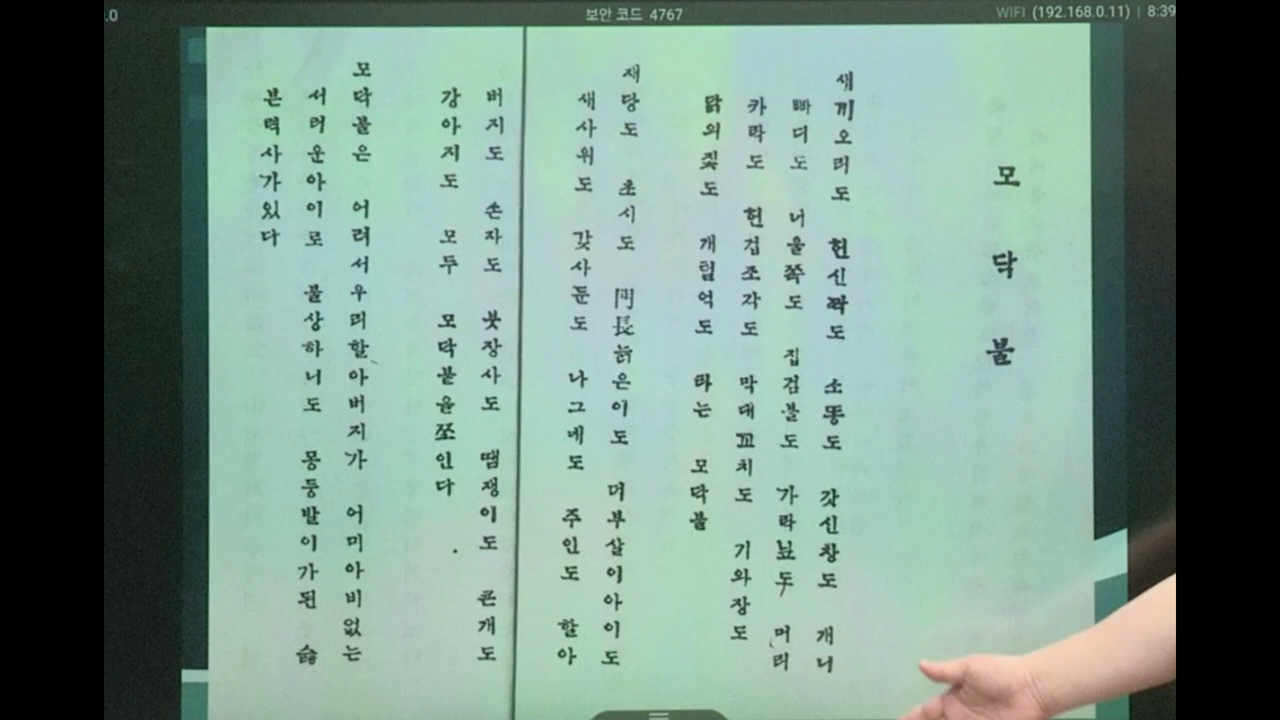 .0
보안 코드 4767
WIFI (192.168.0.11) | 8:39
모닥불
새끼오리도 헌신짝도 소똥도 갓신창도 개니
빠디도 너울쪽도 집검불도 가락닢도 머리
카락도 헌겁조각도 막대꼬치도 기와장도
닭의짗도 개털억도 타는 모닥불
재당도 초시도 門長늙은이도 더부살이아이도
새사위도 갖사둔도 나그네도 주인도 할아
버지도 손자도 붓장사도 땜쟁이도 큰개도
강아지도 모두 모닥불을쪼인다
모닥불은 어려서우리할아버지가 어미아비없는
서러운아이로 불상하니도 몽둥발이가된 슳
븐력사가있다